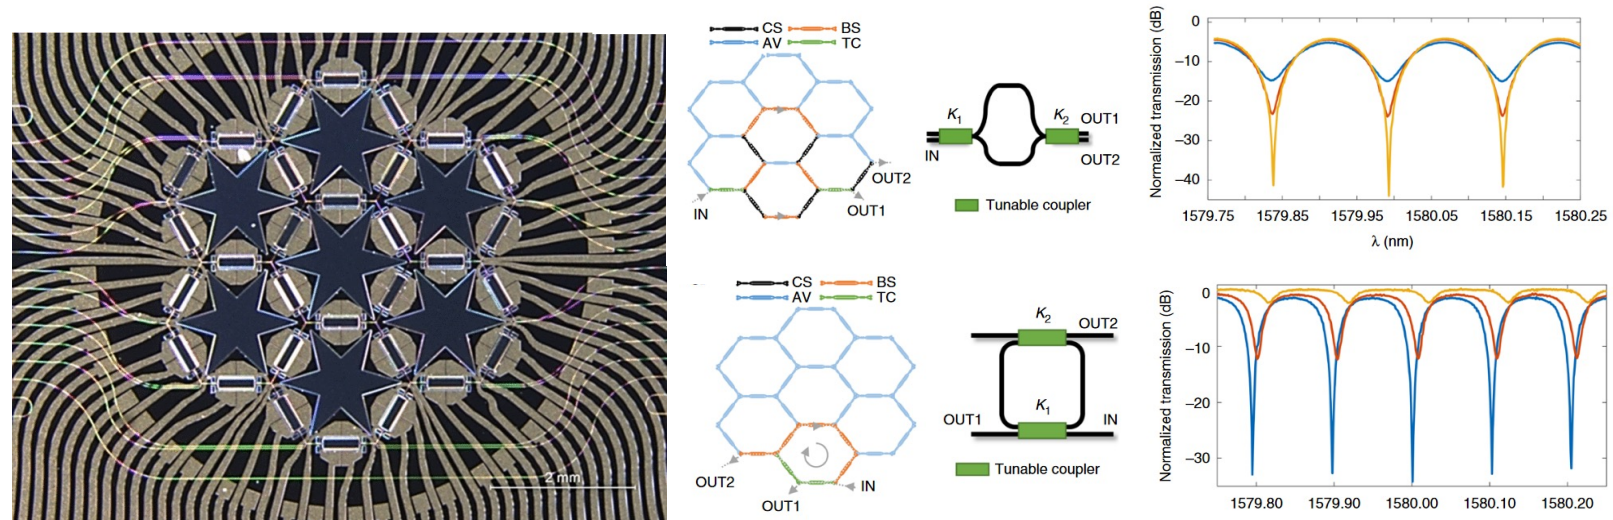 2 mm
CS BS
AV TC
IN
OUT1
OUT2
K1 K2
OUT1
IN
OUT2
Tunable coupler
Normalized transmission (dB)
0
–10
–20
–30
–40
1579.75 1579.85 1579.95 1580.05 1580.15 1580.25
λ (nm)
CS BS
AV TC
OUT2
OUT1
IN
K2
OUT2
OUT1
K1
IN
Tunable coupler
Normalized transmission (dB)
0
–10
–20
–30
1579.80 1579.90 1580.00 1580.10 1580.20